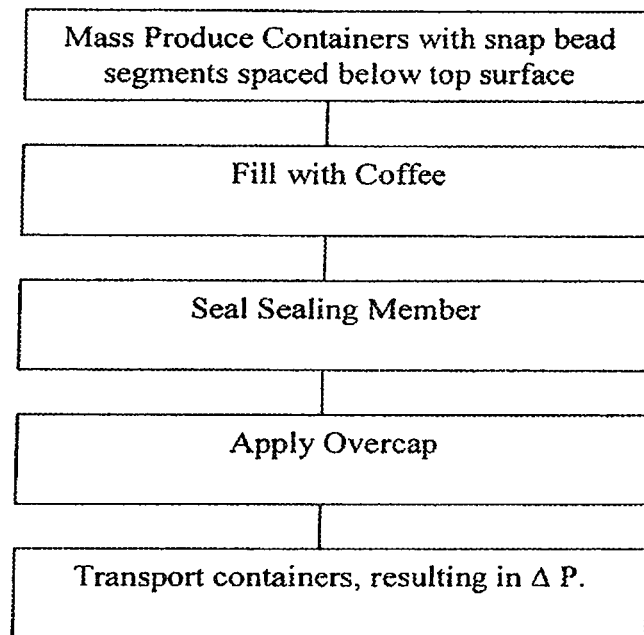 Mass Produce Containers with snap bead
segments spaced below top surface
Fill with Coffee
Seal Sealing Member
Apply Overcap
Transport containers, resulting in Δ P.